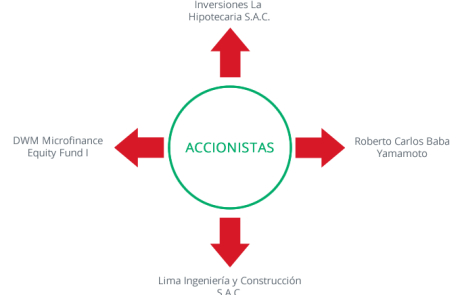 Inversiones La
Hipotecaria S.A.C.
DWM Microfinance
Equity Fund I
ACCIONISTAS
Roberto Carlos Baba
Yamamoto
Lima Ingeniería y Construcción
S.A.C.